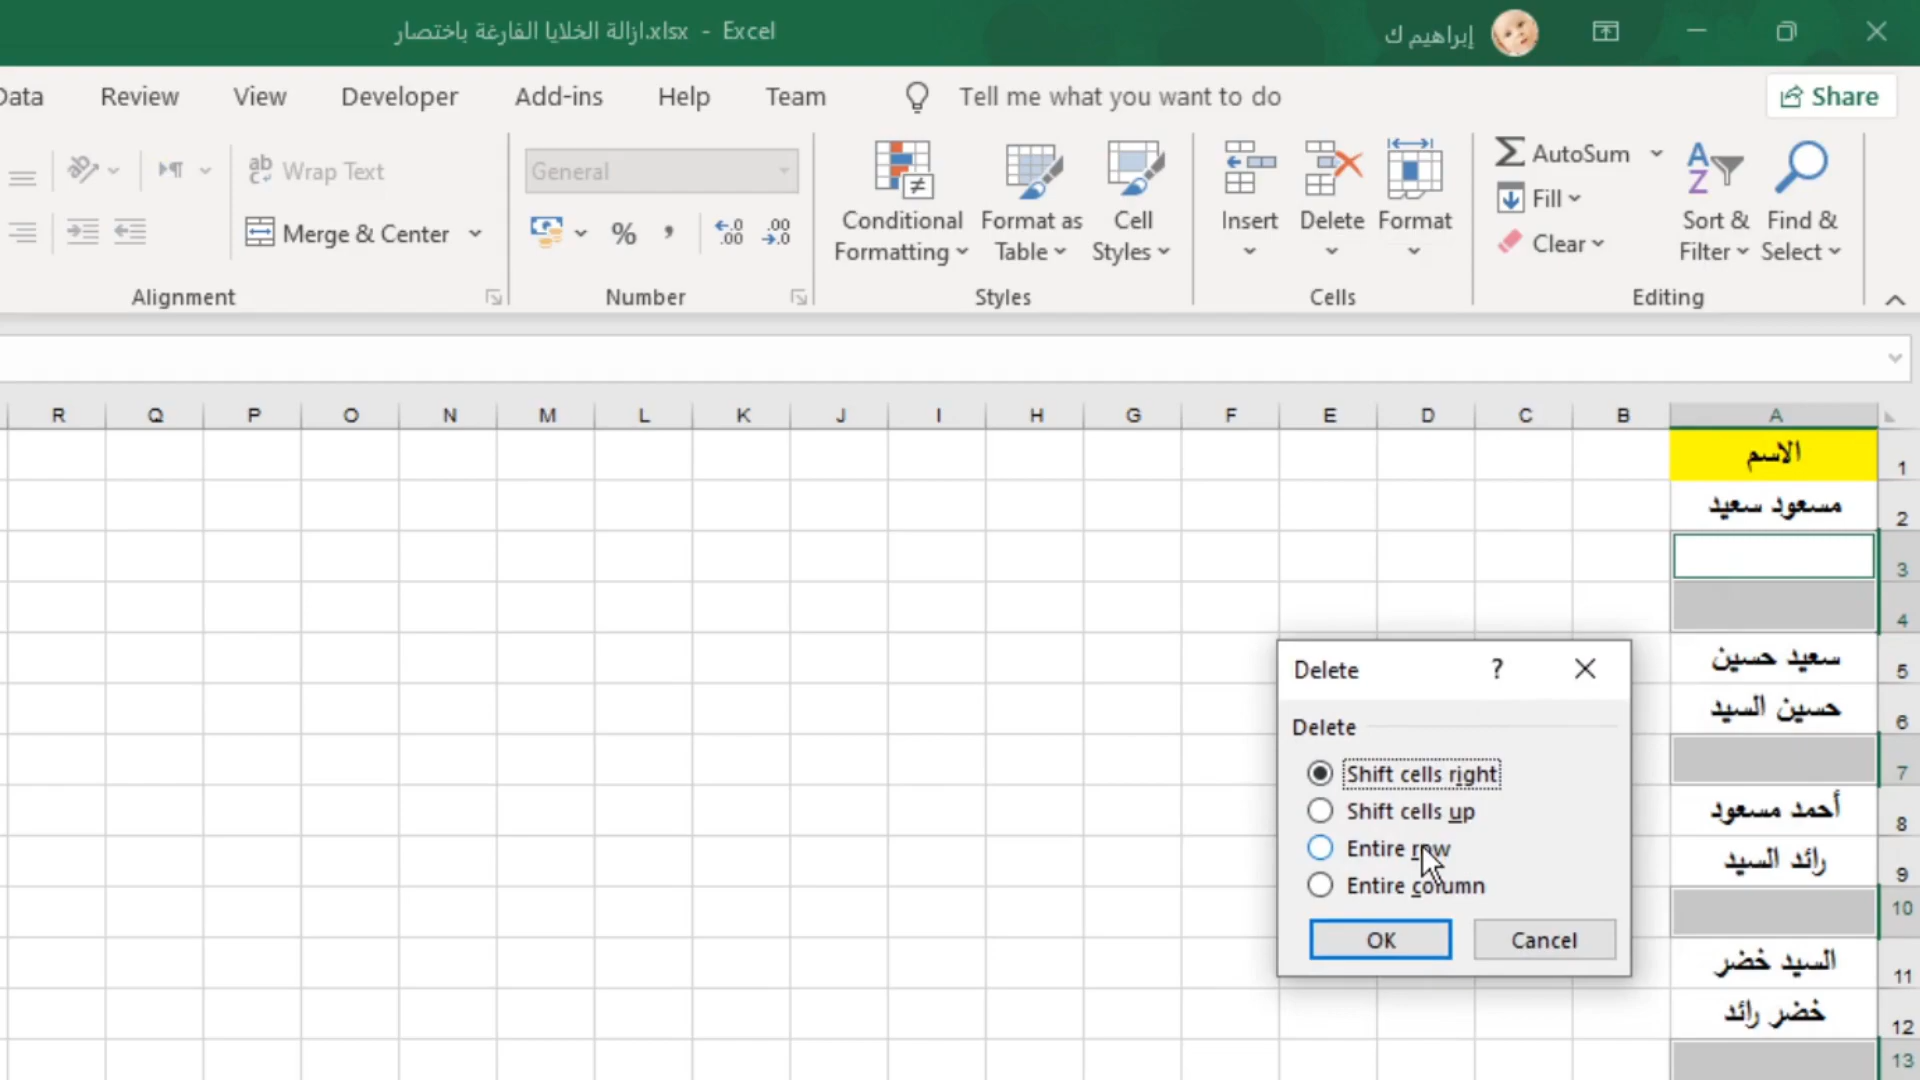 ازالة الخلايا الفارغة باختصار.xlsx - Excel
إبراهيم ك
Data Review View Developer Add-ins Help Team Tell me what you want to do Share
Wrap Text
Merge & Center
Alignment
General
% , .0 .00 .00 .0
Number
Conditional Formatting
Format as Table
Cell Styles
Styles
Insert
Delete
Format
Cells
AutoSum
Fill
Clear
Sort & Filter
Find & Select
Editing
R Q P O N M L K J I H G F E D C B A
الاسم 1
مسعود سعيد 2
3
4
سعيد حسين 5
حسين السيد 6
7
أحمد مسعود 8
رائد السيد 9
10
السيد خضر 11
خضر رائد 12
13
Delete ?
Delete
Shift cells right
Shift cells up
Entire row
Entire column
OK Cancel